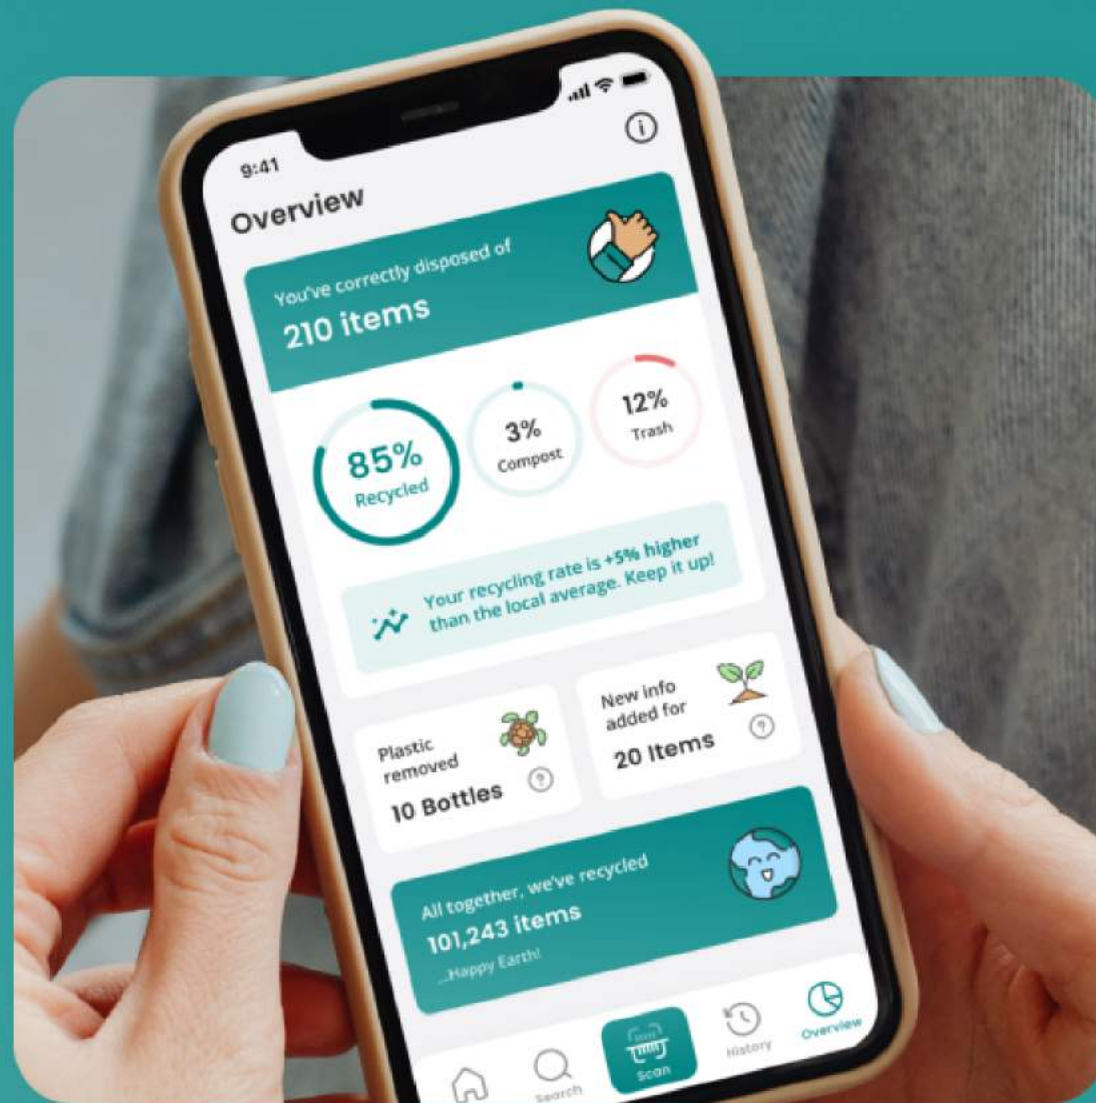 9:41
Overview
You've correctly disposed of
210 items
85%
Recycled
3%
Compost
12%
Trash
Your recycling rate is +5% higher
than the local average. Keep it up!
Plastic
removed
10 Bottles
New info
added for
20 Items
All together, we've recycled
101,243 items
...Happy Earth!
Search
Scan
History
Overview